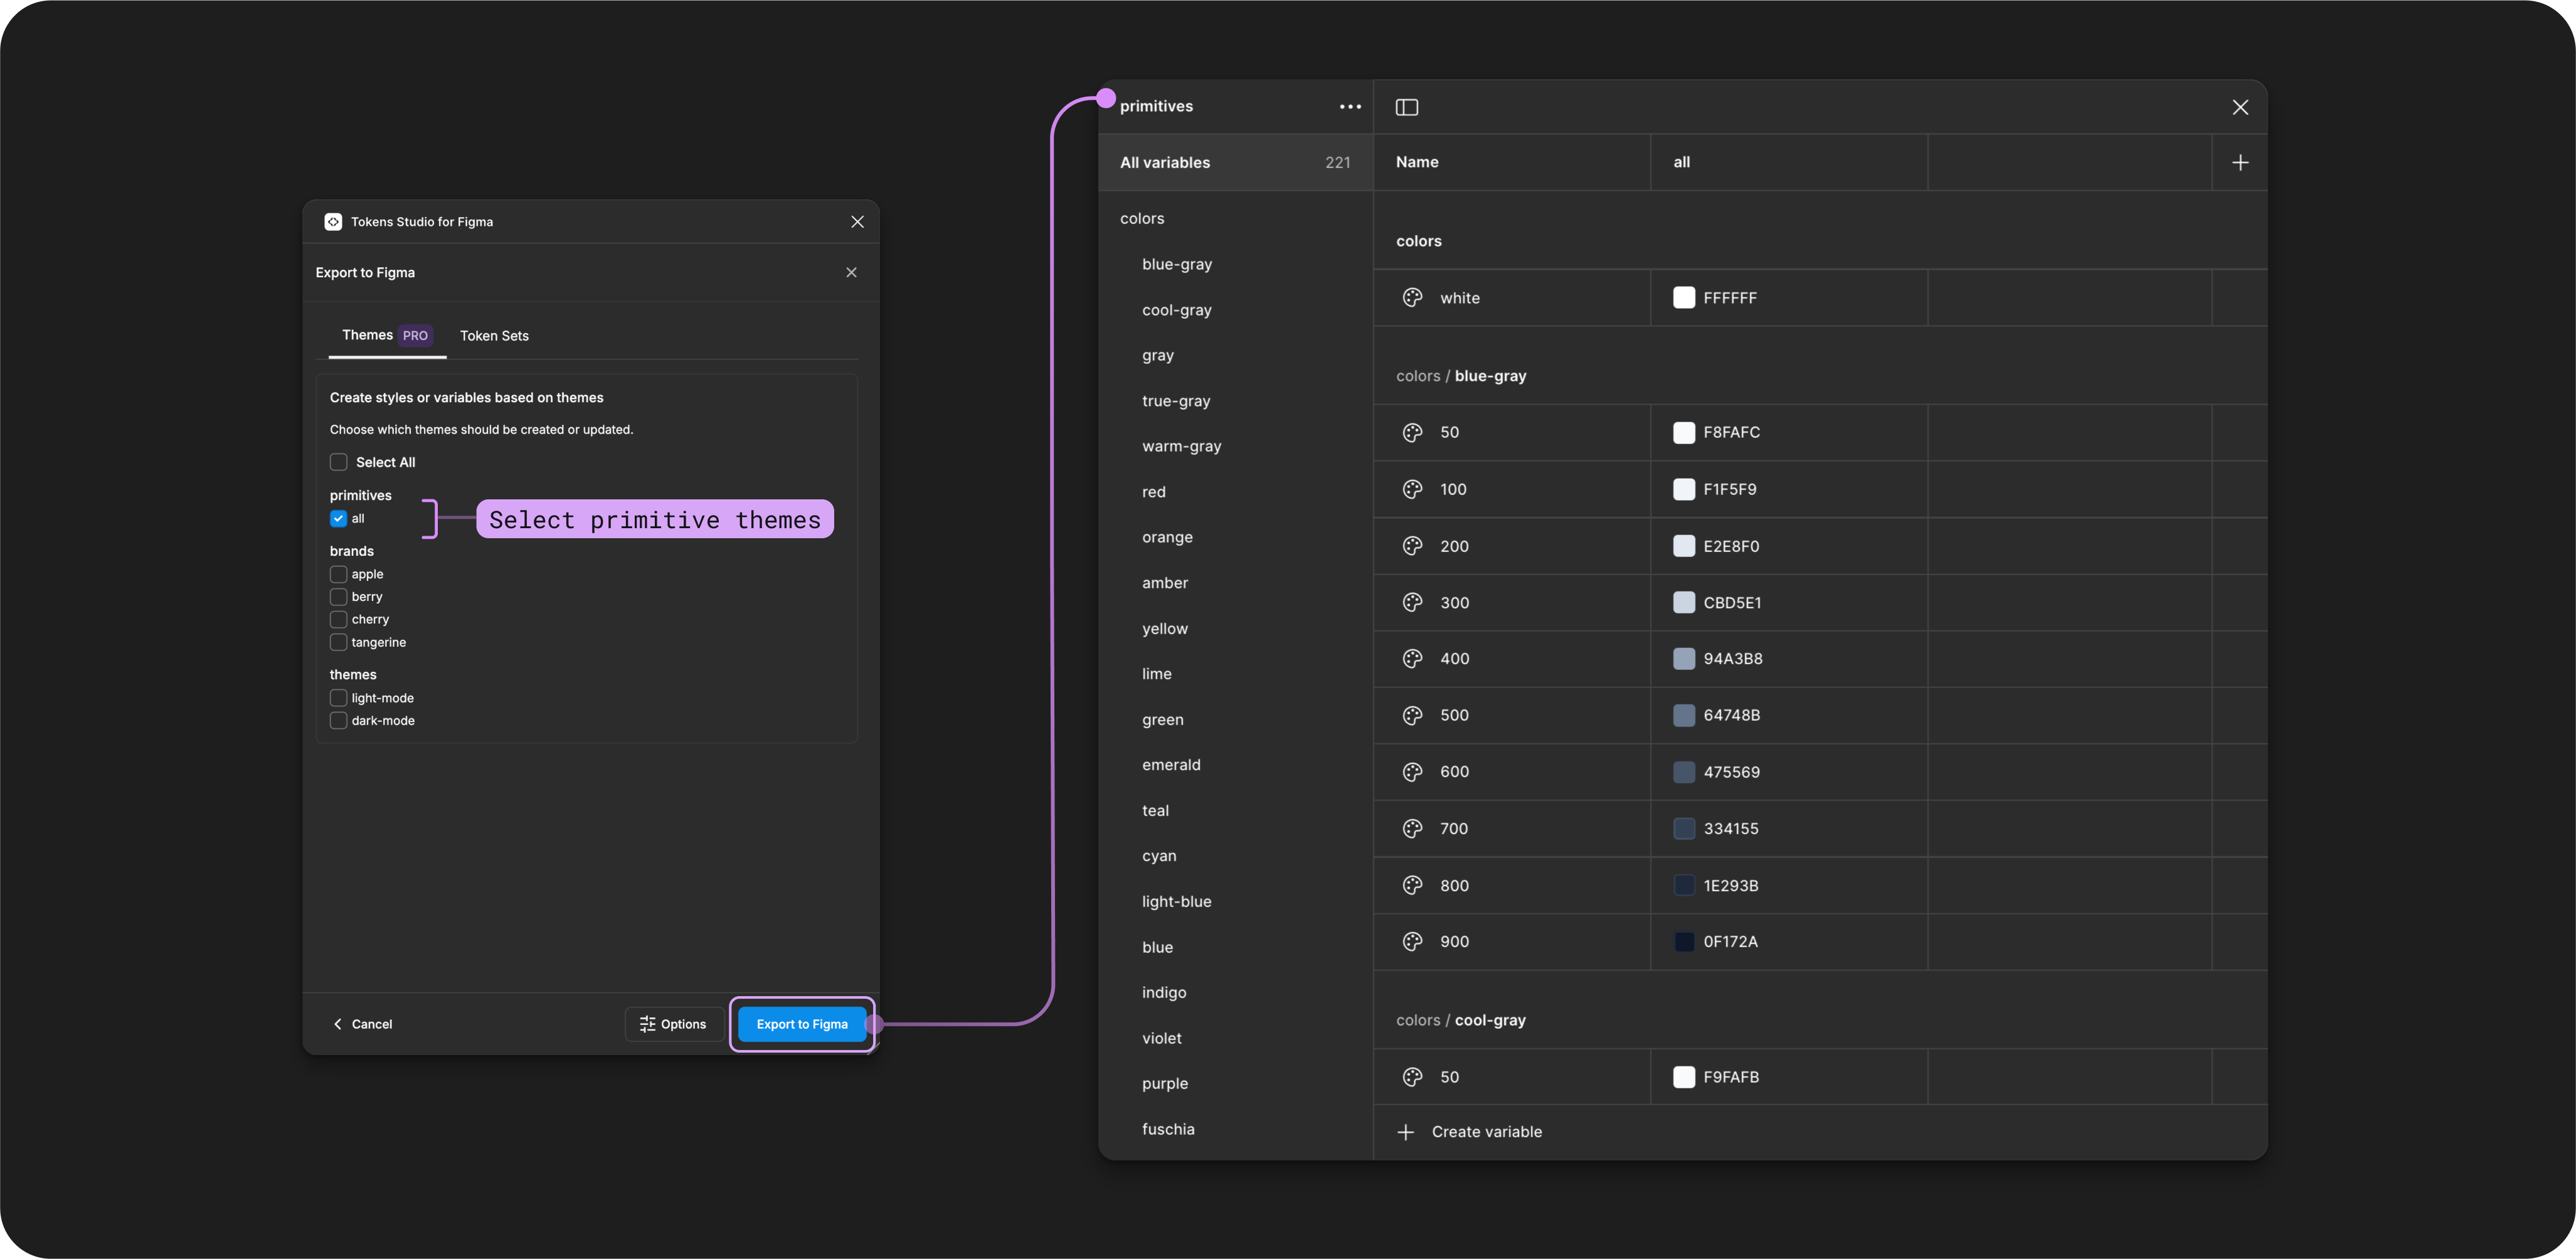 Tokens Studio for Figma
Export to Figma
Themes PRO Token Sets
Create styles or variables based on themes
Choose which themes should be created or updated.
Select All
primitives
all
Select primitive themes
brands
apple
berry
cherry
tangerine
themes
light-mode
dark-mode
Cancel
Options
Export to Figma
primitives
All variables 221
colors
blue-gray
cool-gray
gray
true-gray
warm-gray
red
orange
amber
yellow
lime
green
emerald
teal
cyan
light-blue
blue
indigo
violet
purple
fuschia
Name all
colors
white FFFFFF
colors / blue-gray
50 F8FAFC
100 F1F5F9
200 E2E8F0
300 CBD5E1
400 94A3B8
500 64748B
600 475569
700 334155
800 1E293B
900 0F172A
colors / cool-gray
50 F9FAFB
Create variable